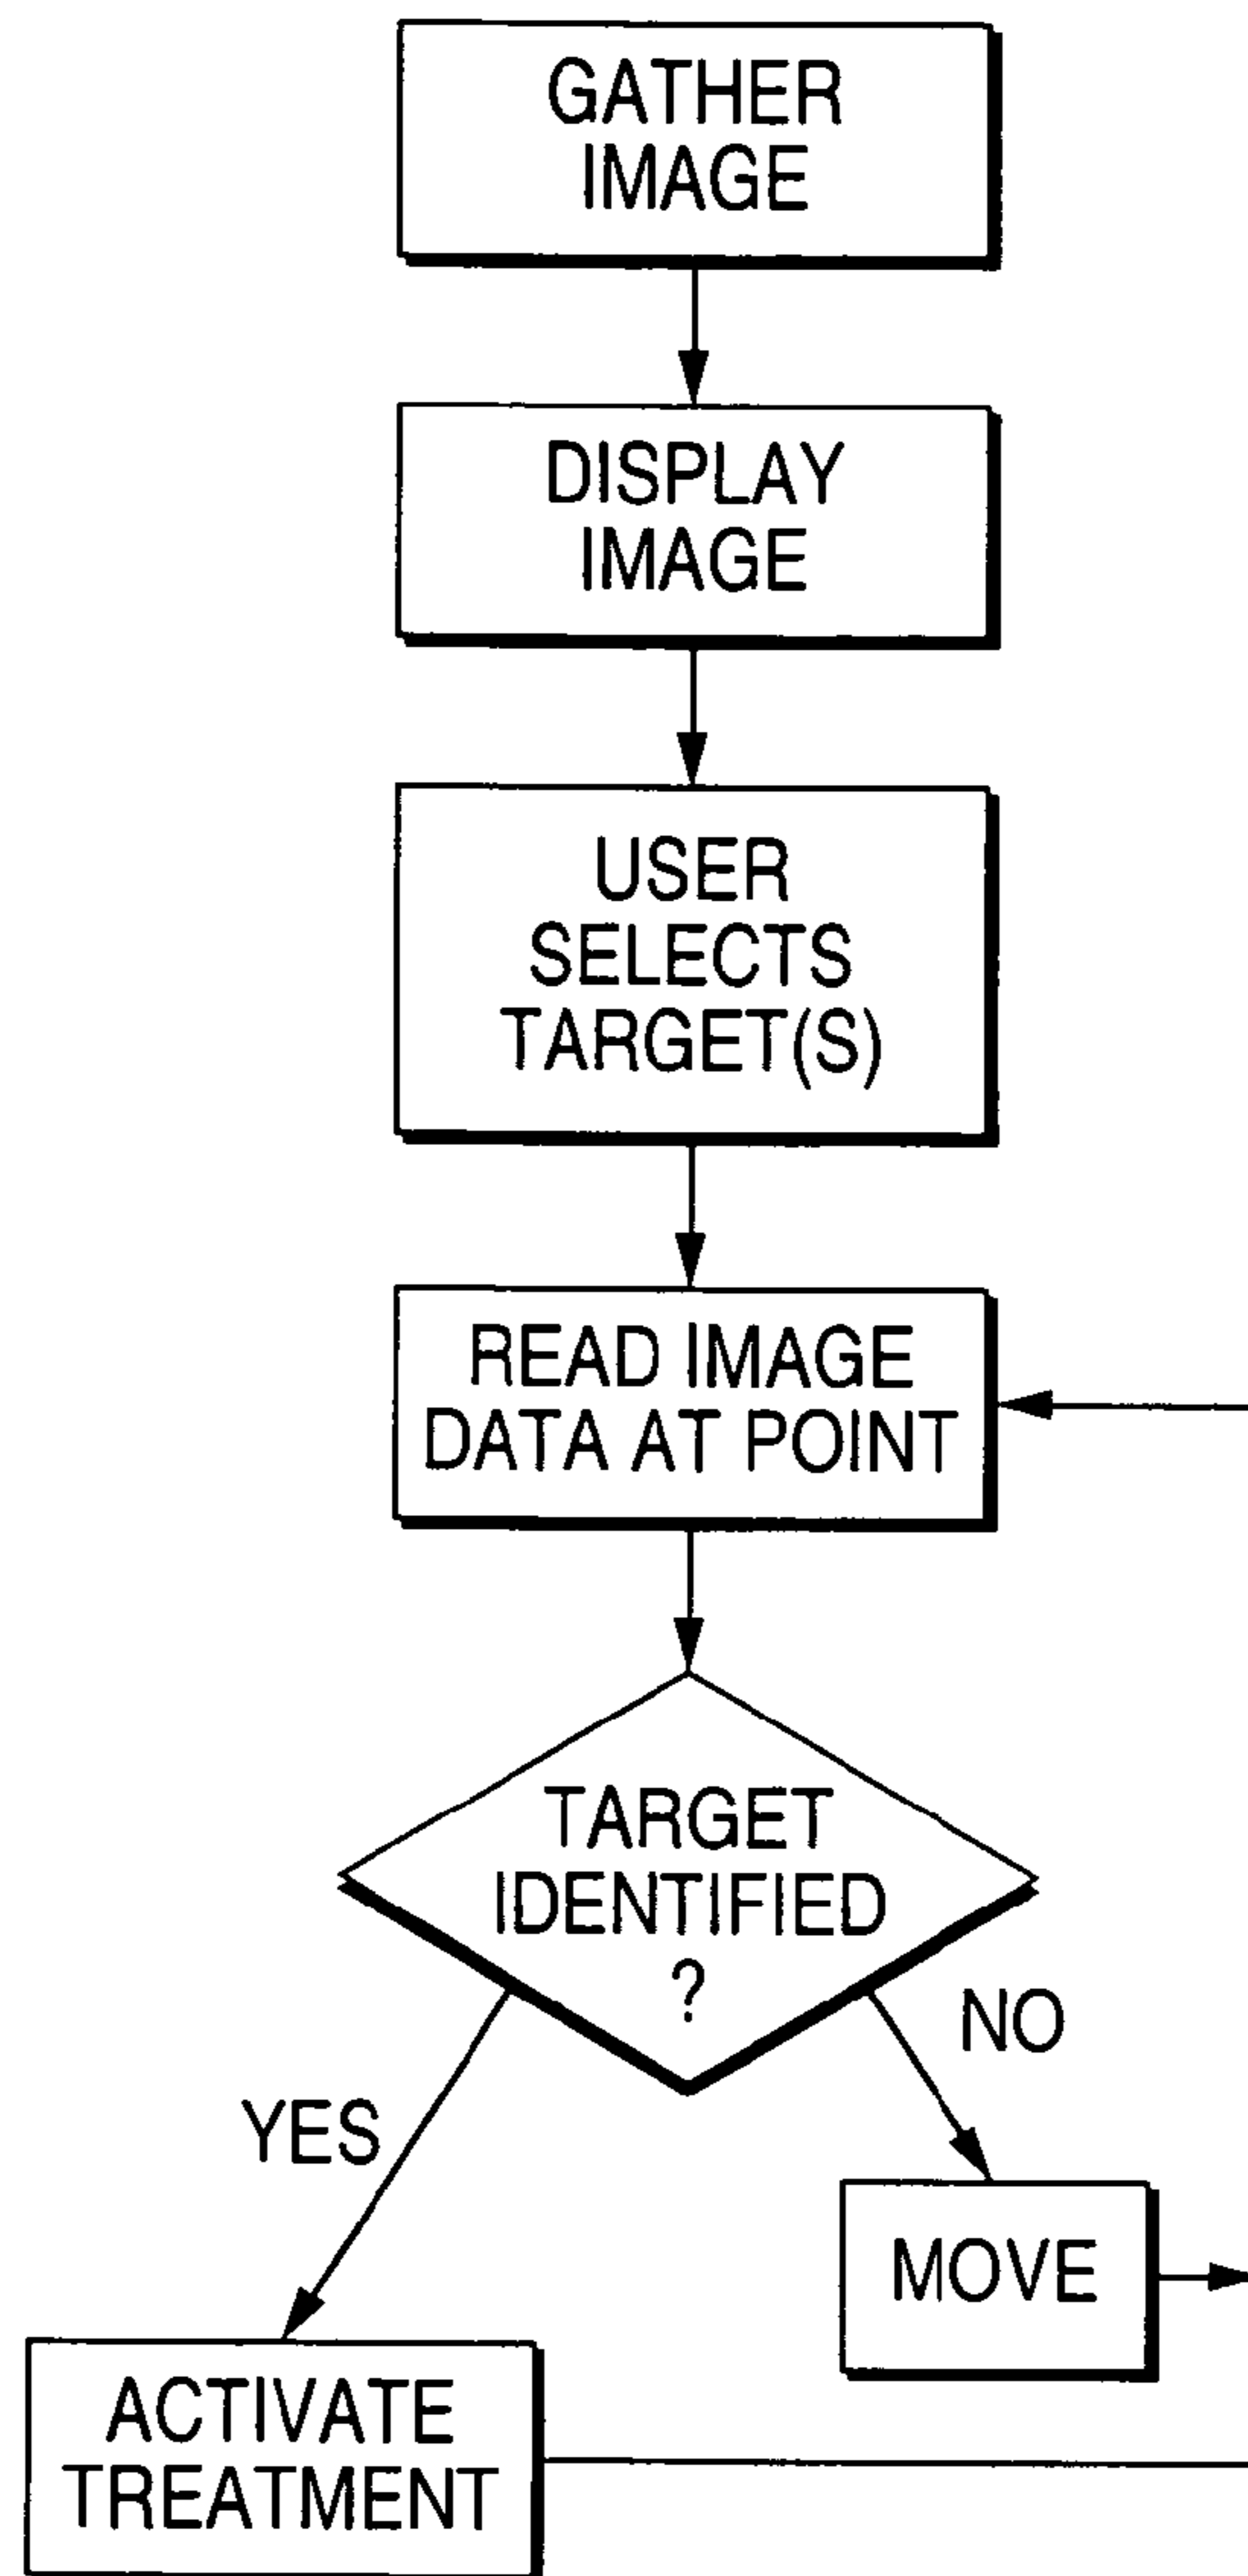 GATHER
IMAGE
DISPLAY
IMAGE
USER
SELECTS
TARGET(S)
READ IMAGE
DATA AT POINT
TARGET
IDENTIFIED
?
NO
YES
MOVE
ACTIVATE
TREATMENT